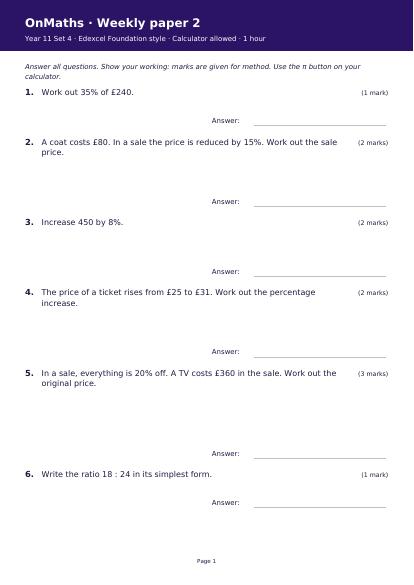 OnMaths · Weekly paper 2
Year 11 Set 4 · Edexcel Foundation style · Calculator allowed · 1 hour
Answer all questions. Show your working: marks are given for method. Use the π button on your
calculator.
1. Work out 35% of £240. (1 mark)
Answer:
2. A coat costs £80. In a sale the price is reduced by 15%. Work out the sale (2 marks)
price.
Answer:
3. Increase 450 by 8%. (2 marks)
Answer:
4. The price of a ticket rises from £25 to £31. Work out the percentage (2 marks)
increase.
Answer:
5. In a sale, everything is 20% off. A TV costs £360 in the sale. Work out the (3 marks)
original price.
Answer:
6. Write the ratio 18 : 24 in its simplest form. (1 mark)
Answer:
Page 1